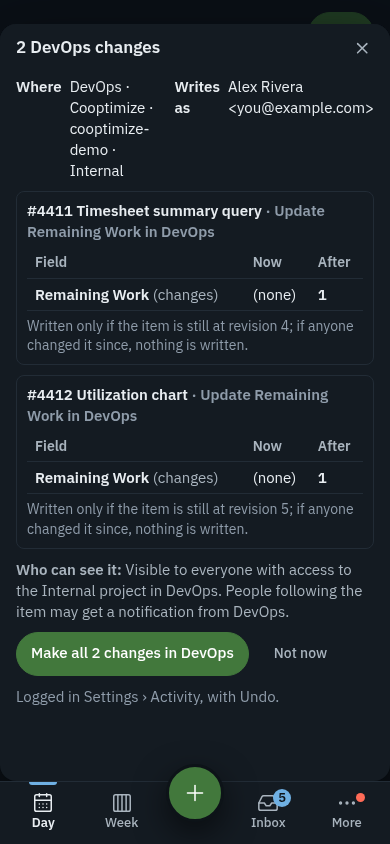 2 DevOps changes
Where DevOps · Cooptimize · cooptimize-demo · Internal
Writes as Alex Rivera <you@example.com>
#4411 Timesheet summary query · Update
Remaining Work in DevOps
Field Now After
Remaining Work (changes) (none) 1
Written only if the item is still at revision 4; if anyone
changed it since, nothing is written.
#4412 Utilization chart · Update Remaining
Work in DevOps
Field Now After
Remaining Work (changes) (none) 1
Written only if the item is still at revision 5; if anyone
changed it since, nothing is written.
Who can see it: Visible to everyone with access to
the Internal project in DevOps. People following the
item may get a notification from DevOps.
Make all 2 changes in DevOps Not now
Logged in Settings › Activity, with Undo.
5
Day Week Inbox More